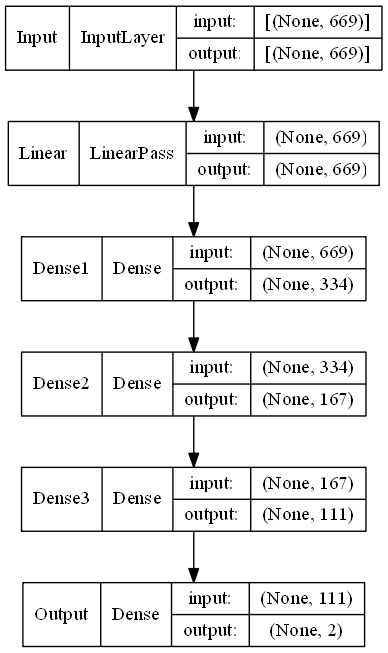 Input InputLayer input: [(None, 669)]
output: [(None, 669)]
Linear LinearPass input: (None, 669)
output: (None, 669)
Dense1 Dense input: (None, 669)
output: (None, 334)
Dense2 Dense input: (None, 334)
output: (None, 167)
Dense3 Dense input: (None, 167)
output: (None, 111)
Output Dense input: (None, 111)
output: (None, 2)